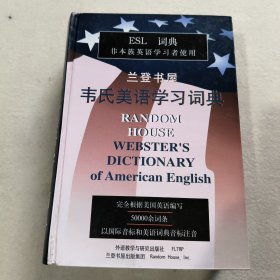 ESL 词典
非本族英语学习者使用
兰登书屋
韦氏美语学习词典
RANDOM
HOUSE
WEBSTER'S
DICTIONARY
of American English
完全根据美国英语编写
50000余词条
以国际音标和美语词典音标注音
外语教学与研究出版社 FLTRP
兰登书屋出版集团 Random House, Inc.